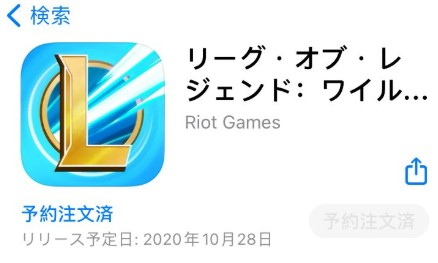 検索
リーグ・オブ・レ
ジェンド：ワイル...
Riot Games
L
予約注文済
予約注文済
リリース予定日: 2020年10月28日